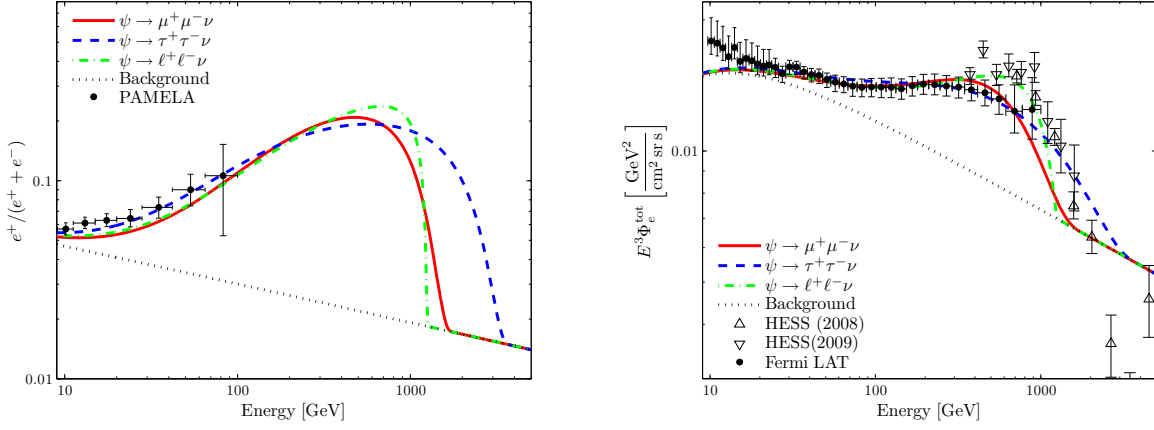 ψ → μ⁺μ⁻ν
ψ → τ⁺τ⁻ν
ψ → ℓ⁺ℓ⁻ν
Background
PAMELA
0.1
0.01
e⁺/(e⁺ + e⁻)
10
100
1000
Energy [GeV]
0.01
E³Φₑᵗᵒᵗ [GeV² / cm² sr s]
ψ → μ⁺μ⁻ν
ψ → τ⁺τ⁻ν
ψ → ℓ⁺ℓ⁻ν
Background
HESS (2008)
HESS(2009)
Fermi LAT
10
100
1000
Energy [GeV]